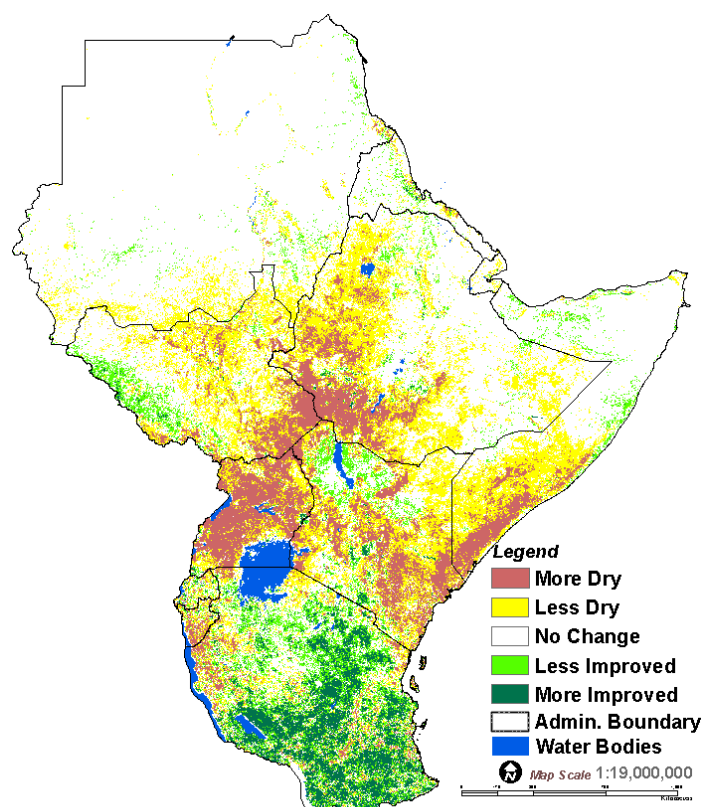 Legend
More Dry
Less Dry
No Change
Less Improved
More Improved
Admin. Boundary
Water Bodies
N Map Scale 1:19,000,000
Kilometers